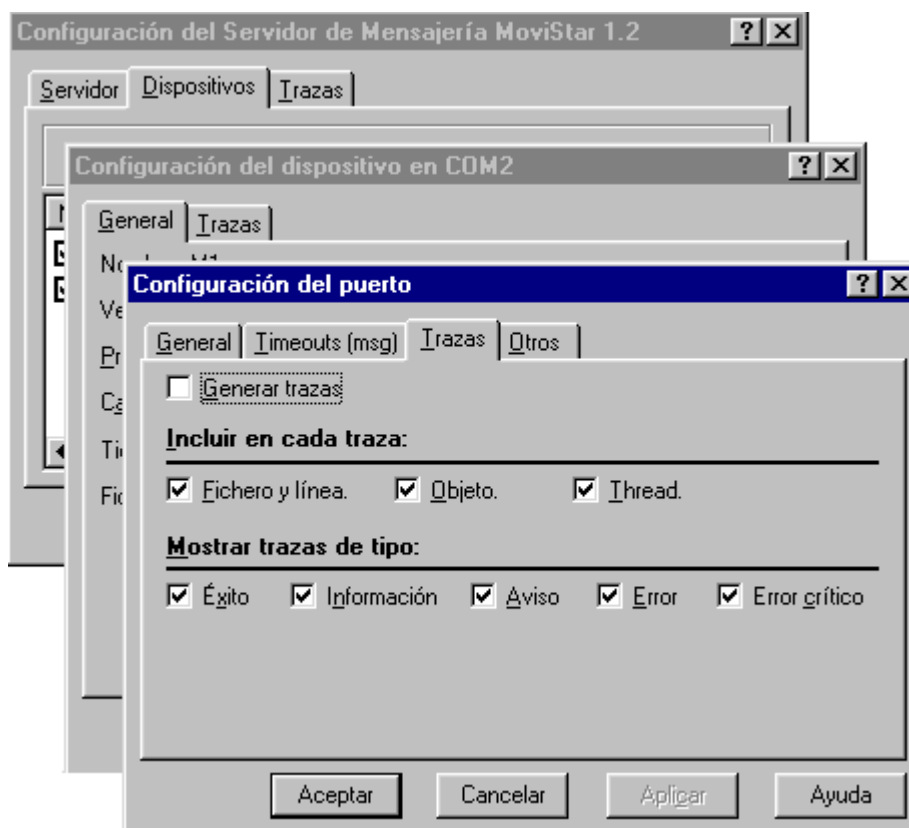 Configuración del Servidor de Mensajería MoviStar 1.2
Servidor Dispositivos Trazas
Configuración del dispositivo en COM2
General Trazas
Configuración del puerto
General Timeouts (msg) Trazas Otros
Generar trazas
Incluir en cada traza:
Fichero y línea. Objeto. Thread.
Mostrar trazas de tipo:
Éxito Información Aviso Error Error crítico
Aceptar Cancelar Aplicar Ayuda